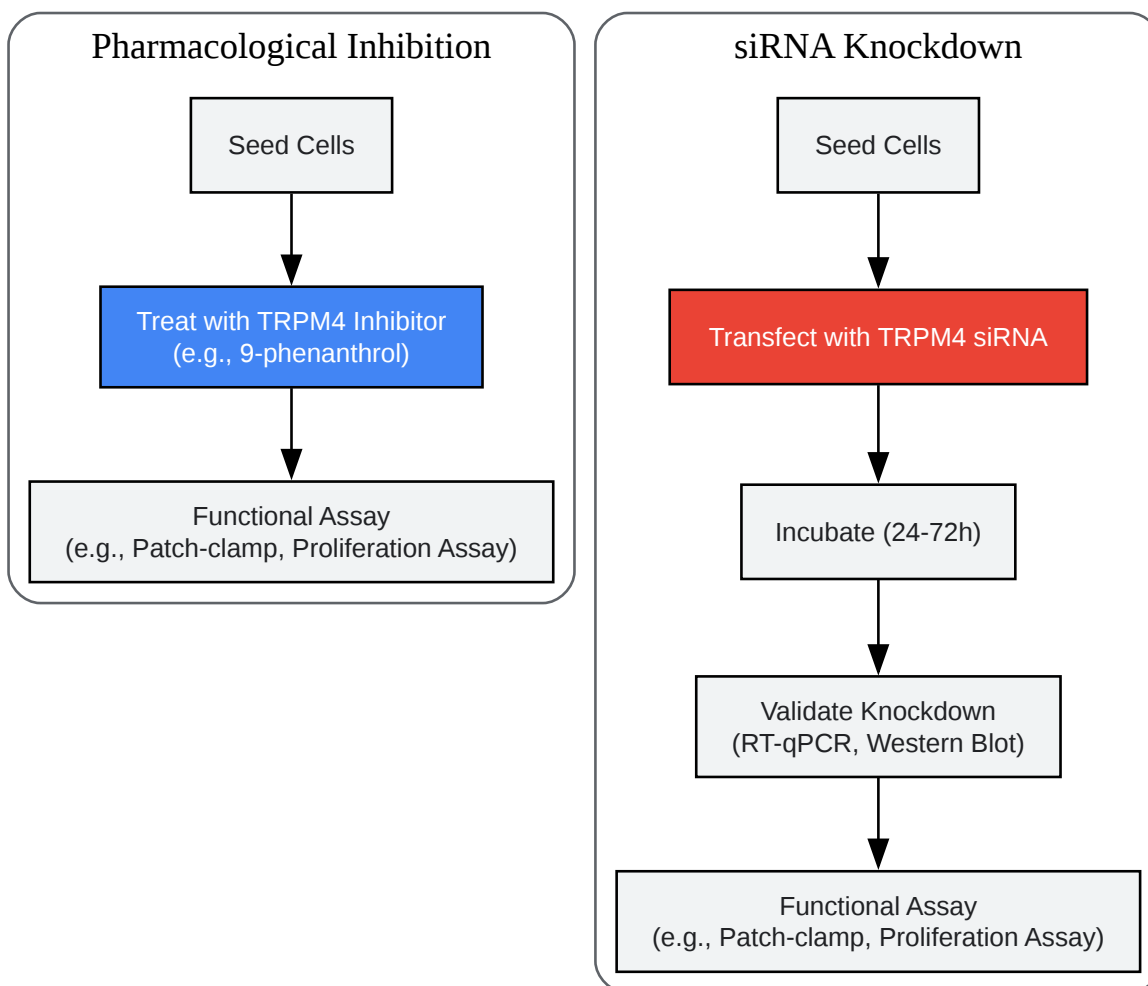 Pharmacological Inhibition
Seed Cells
Treat with TRPM4 Inhibitor
(e.g., 9-phenanthrol)
Functional Assay
(e.g., Patch-clamp, Proliferation Assay)
siRNA Knockdown
Seed Cells
Transfect with TRPM4 siRNA
Incubate (24-72h)
Validate Knockdown
(RT-qPCR, Western Blot)
Functional Assay
(e.g., Patch-clamp, Proliferation Assay)